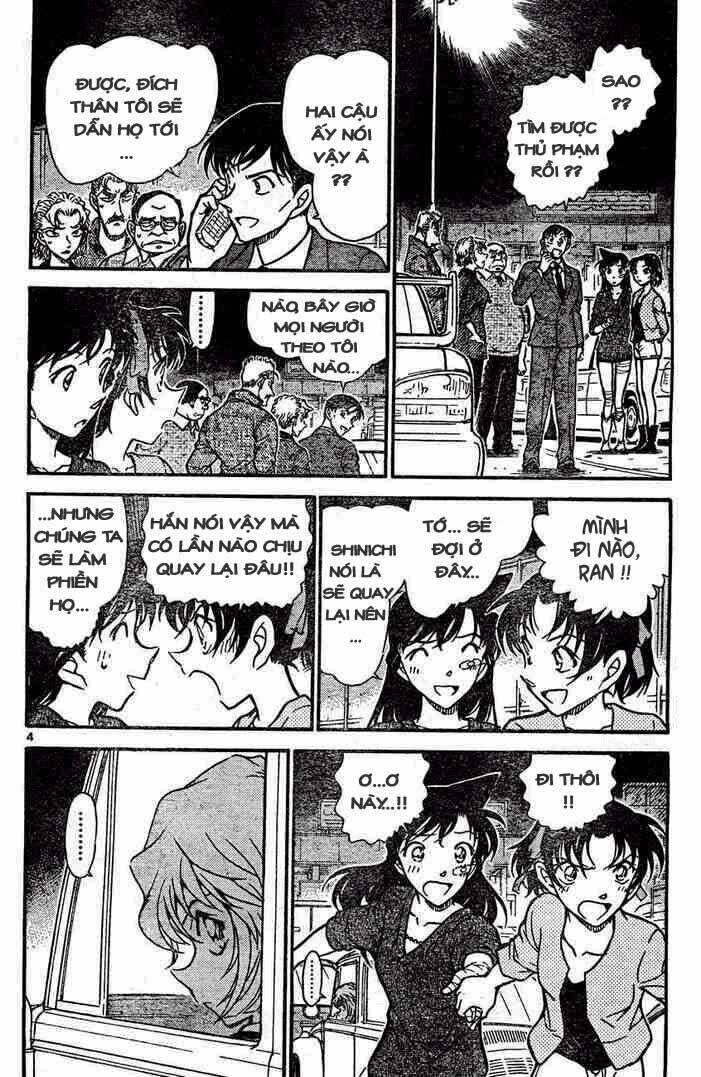 SAO
??
TÌM ĐƯỢC
THỦ PHẠM
RỒI ??
HAI CẬU
ẤY NÓI
VẬY À
??
ĐƯỢC, ĐÍCH
THÂN TÔI SẼ
DẪN HỌ TỚI
...
NÀO, BÂY GIỜ
MỌI NGƯỜI
THEO TÔI
NÀO...
.........
MÌNH
ĐI NÀO,
RAN !!
TỚ... SẼ
ĐỢI Ở
ĐÂY...
SHINICHI
NÓI LÀ
SẼ QUAY
LẠI NÊN
...
HẮN NÓI VẬY MÀ
CÓ LẦN NÀO CHỊU
QUAY LẠI ĐÂU!!
...NHƯNG
CHÚNG TA
SẼ LÀM
PHIỀN
HỌ...
4
ĐI THÔI
!!
Ơ...Ơ
NÀY..!!
.........
.........